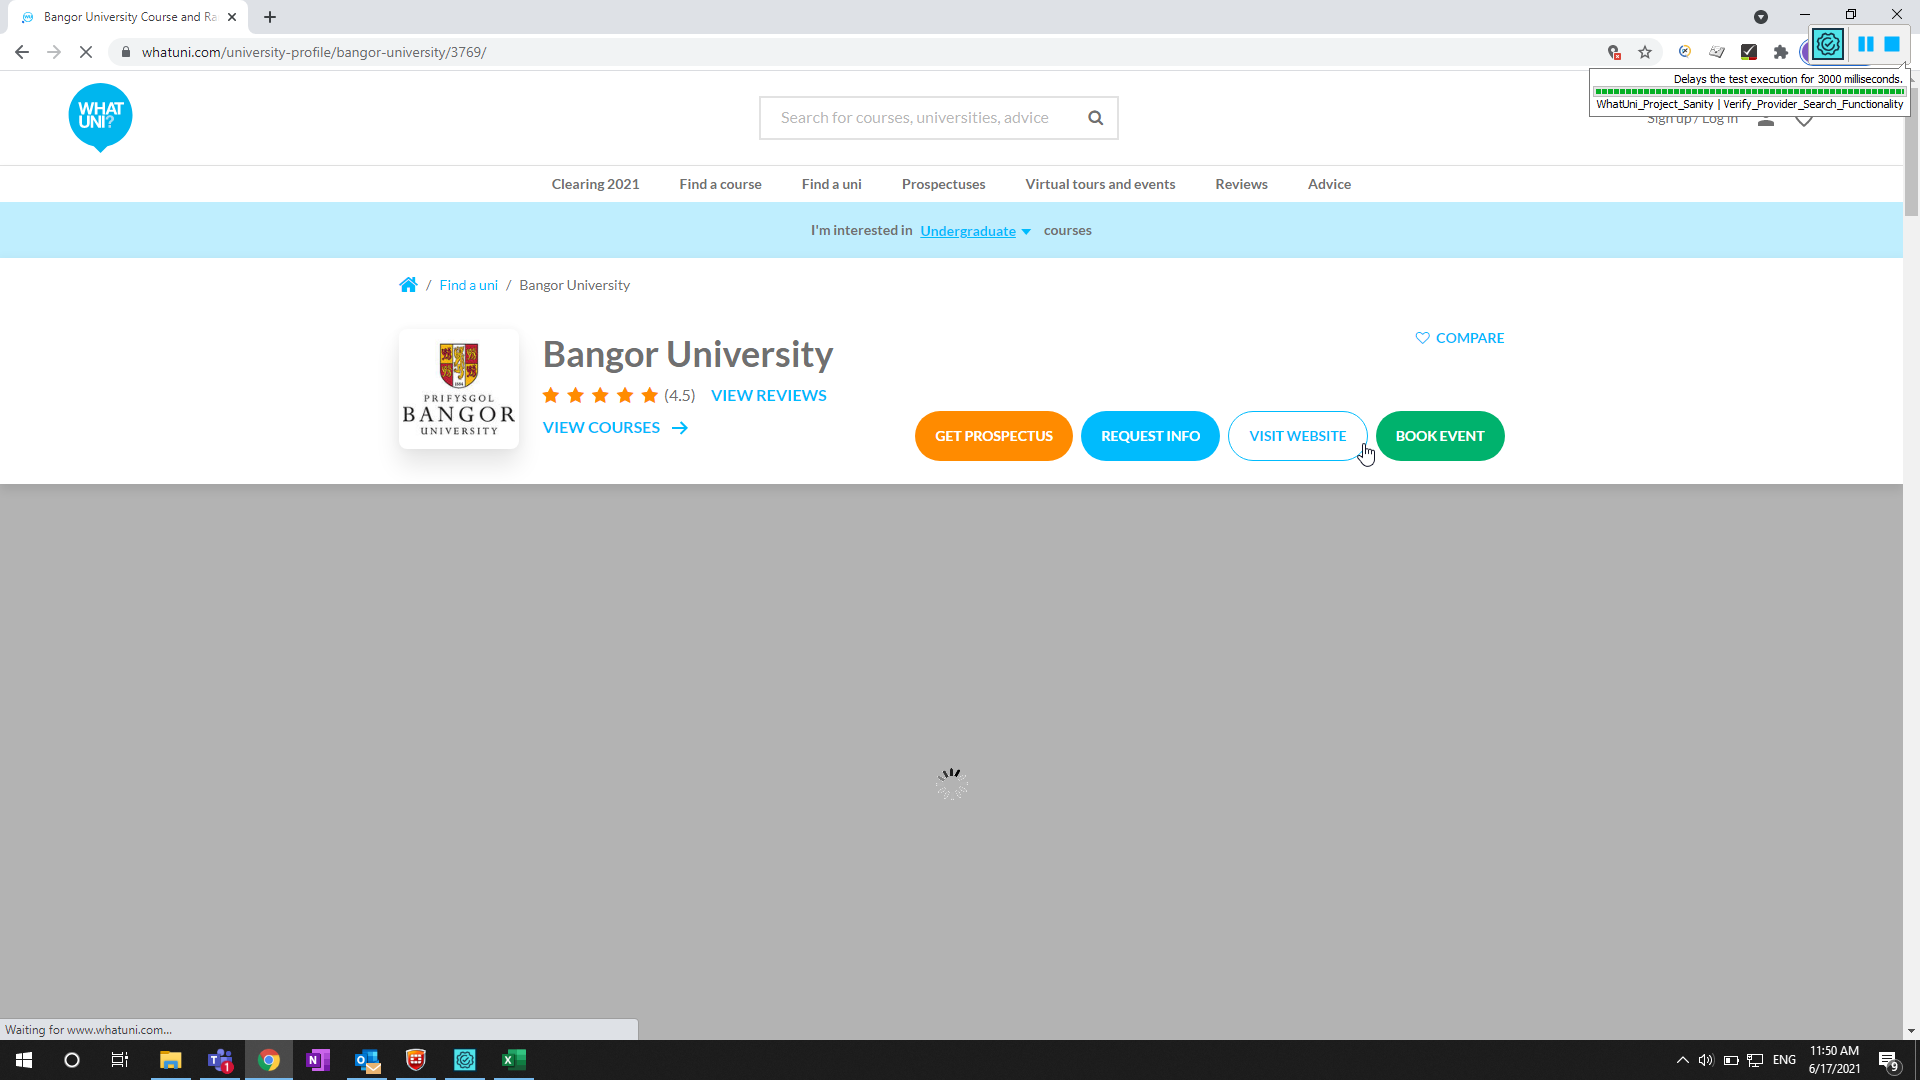 Bangor University Course and Ra
whatuni.com/university-profile/bangor-university/3769/
Delays the test execution for 3000 milliseconds.
WhatUni_Project_Sanity | Verify_Provider_Search_Functionality
WHAT
UNI?
Search for courses, universities, advice
Sign up / Log in
Clearing 2021 Find a course Find a uni Prospectuses Virtual tours and events Reviews Advice
I'm interested in Undergraduate courses
/ Find a uni / Bangor University
COMPARE
PRIFYSGOL
BANGOR
UNIVERSITY
Bangor University
(4.5) VIEW REVIEWS
VIEW COURSES
GET PROSPECTUS REQUEST INFO VISIT WEBSITE BOOK EVENT
Waiting for www.whatuni.com...
1
ENG
11:50 AM
6/17/2021
9